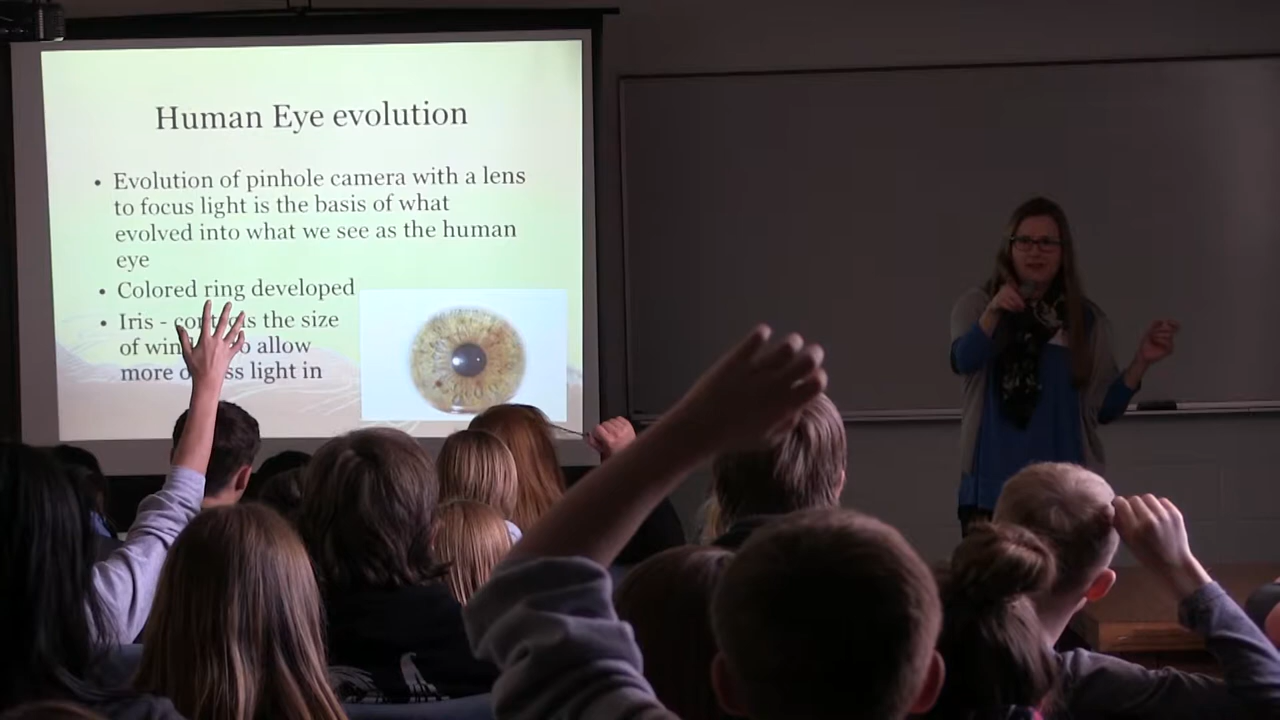 Human Eye evolution
• Evolution of pinhole camera with a lens
to focus light is the basis of what
evolved into what we see as the human
eye
• Colored ring developed
• Iris - the size
of allow
more light in